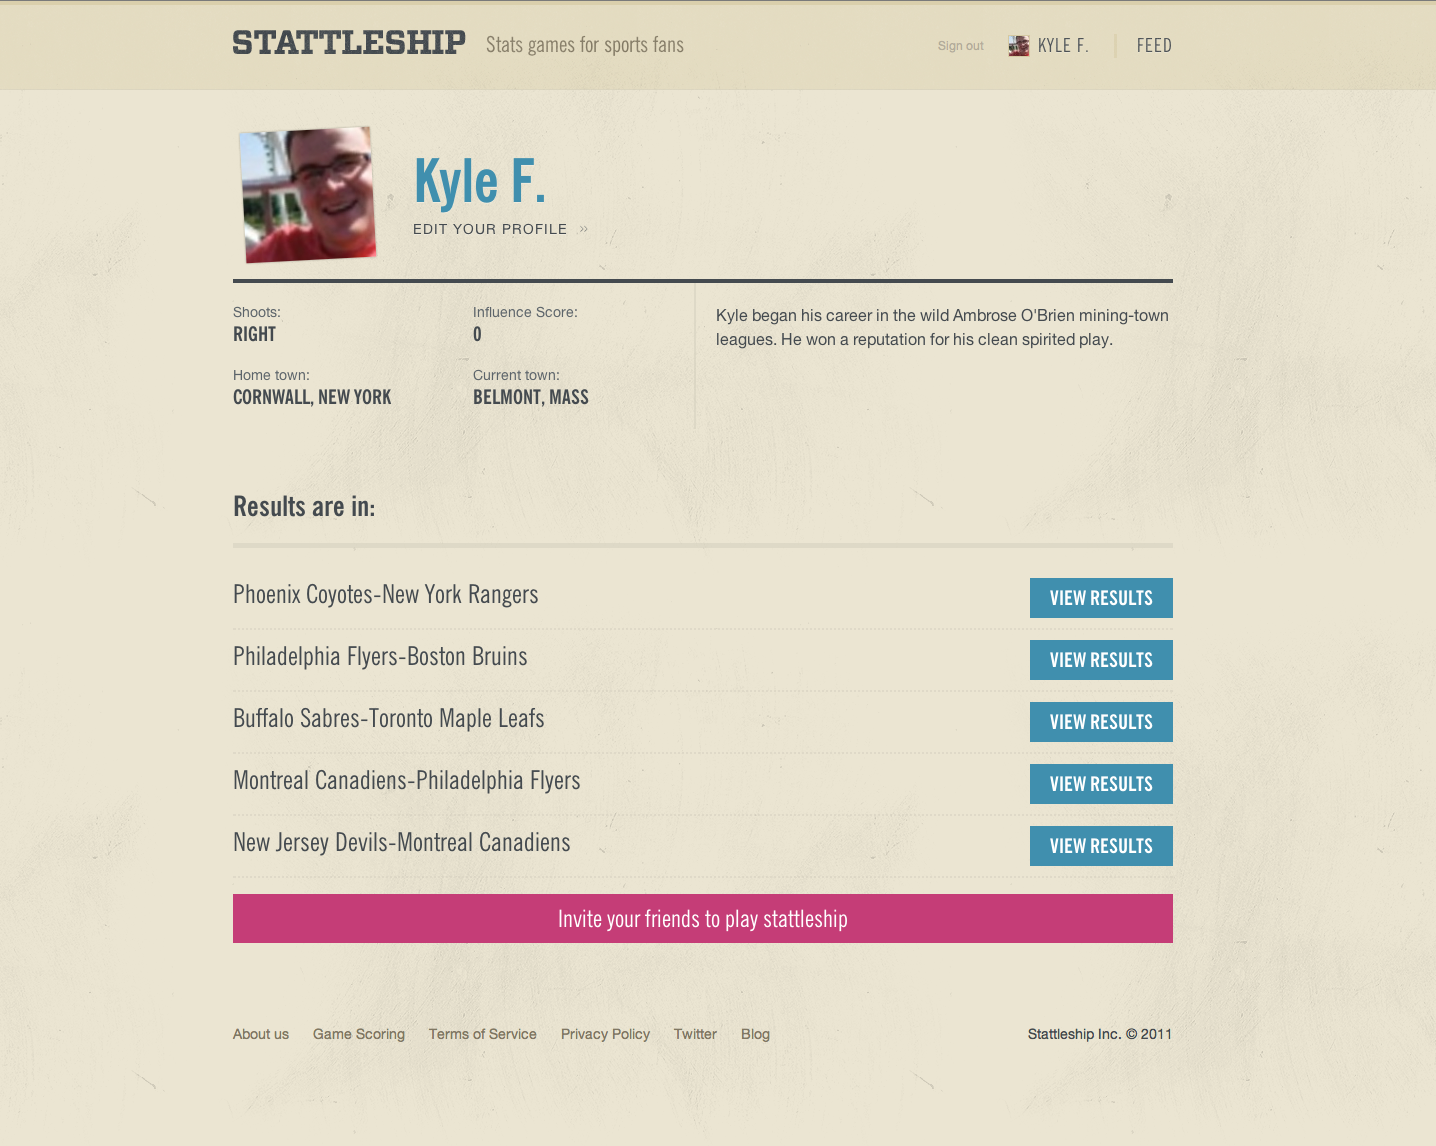 STATTLESHIP Stats games for sports fans
Sign out KYLE F. FEED
Kyle F.
EDIT YOUR PROFILE »
Shoots:
RIGHT
Influence Score:
0
Home town:
CORNWALL, NEW YORK
Current town:
BELMONT, MASS
Kyle began his career in the wild Ambrose O'Brien mining-town
leagues. He won a reputation for his clean spirited play.
Results are in:
Phoenix Coyotes-New York Rangers VIEW RESULTS
Philadelphia Flyers-Boston Bruins VIEW RESULTS
Buffalo Sabres-Toronto Maple Leafs VIEW RESULTS
Montreal Canadiens-Philadelphia Flyers VIEW RESULTS
New Jersey Devils-Montreal Canadiens VIEW RESULTS
Invite your friends to play stattleship
About us Game Scoring Terms of Service Privacy Policy Twitter Blog Stattleship Inc. © 2011